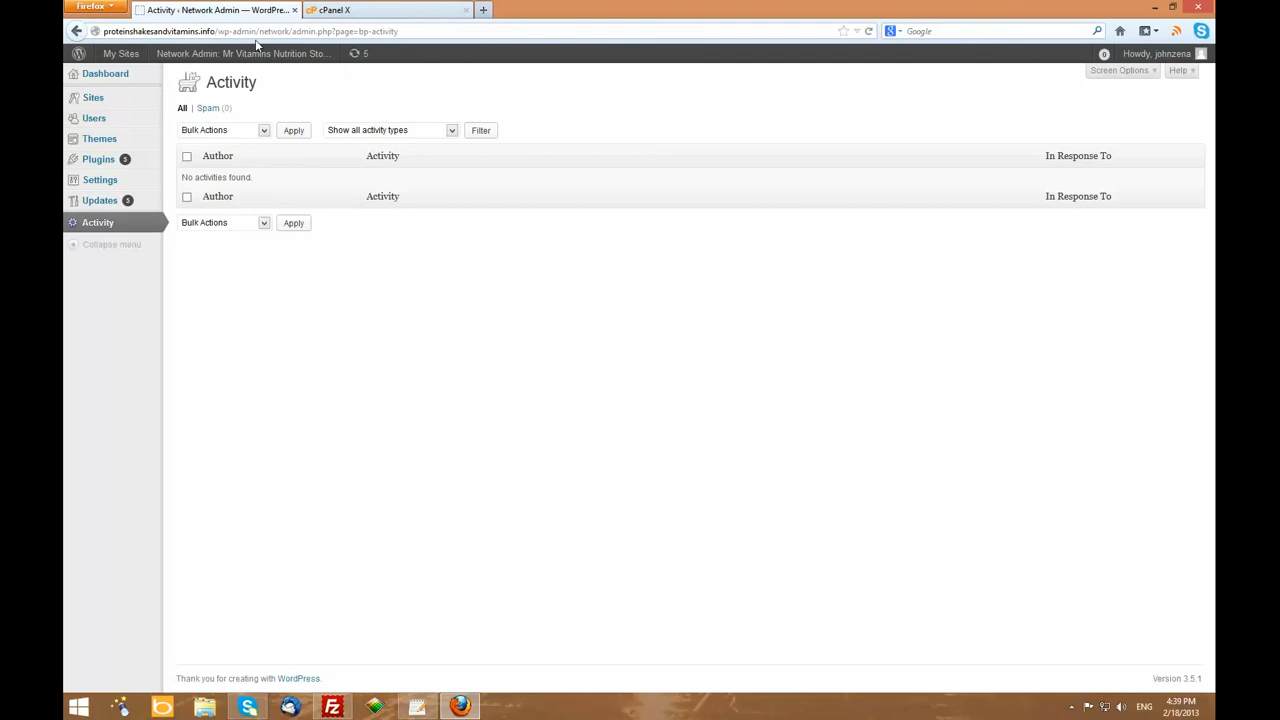 Firefox
Activity ‹ Network Admin — WordPre...
cPanel X
proteinshakesandvitamins.info/wp-admin/network/admin.php?page=bp-activity
Google
My Sites
Network Admin: Mr Vitamins Nutrition Sto...
5
0
Howdy, johnzena
Dashboard
Sites
Users
Themes
Plugins 5
Settings
Updates 5
Activity
Collapse menu
Activity
Screen Options
Help
All | Spam (0)
Bulk Actions
Apply
Show all activity types
Filter
Author
Activity
In Response To
No activities found.
Author
Activity
In Response To
Bulk Actions
Apply
Thank you for creating with WordPress.
Version 3.5.1
ENG
4:39 PM
2/18/2013